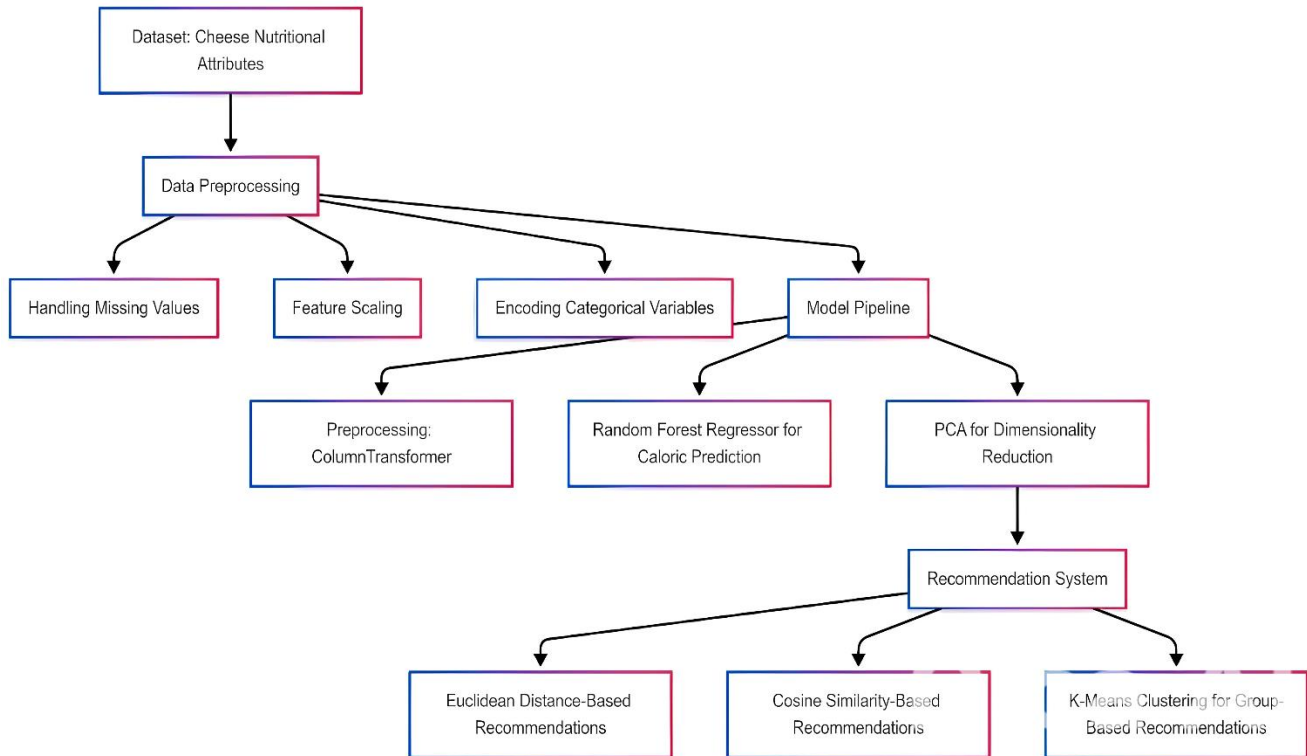 Dataset: Cheese Nutritional
Attributes
Data Preprocessing
Handling Missing Values
Feature Scaling
Encoding Categorical Variables
Model Pipeline
Preprocessing:
ColumnTransformer
Random Forest Regressor for
Caloric Prediction
PCA for Dimensionality
Reduction
Recommendation System
Euclidean Distance-Based
Recommendations
Cosine Similarity-Based
Recommendations
K-Means Clustering for Group-
Based Recommendations